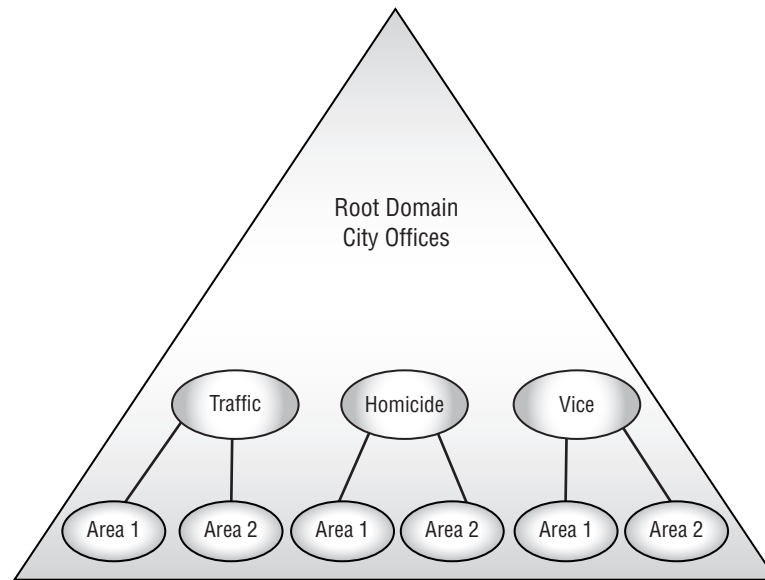 Root Domain
City Offices
Traffic
Homicide
Vice
Area 1
Area 2
Area 1
Area 2
Area 1
Area 2